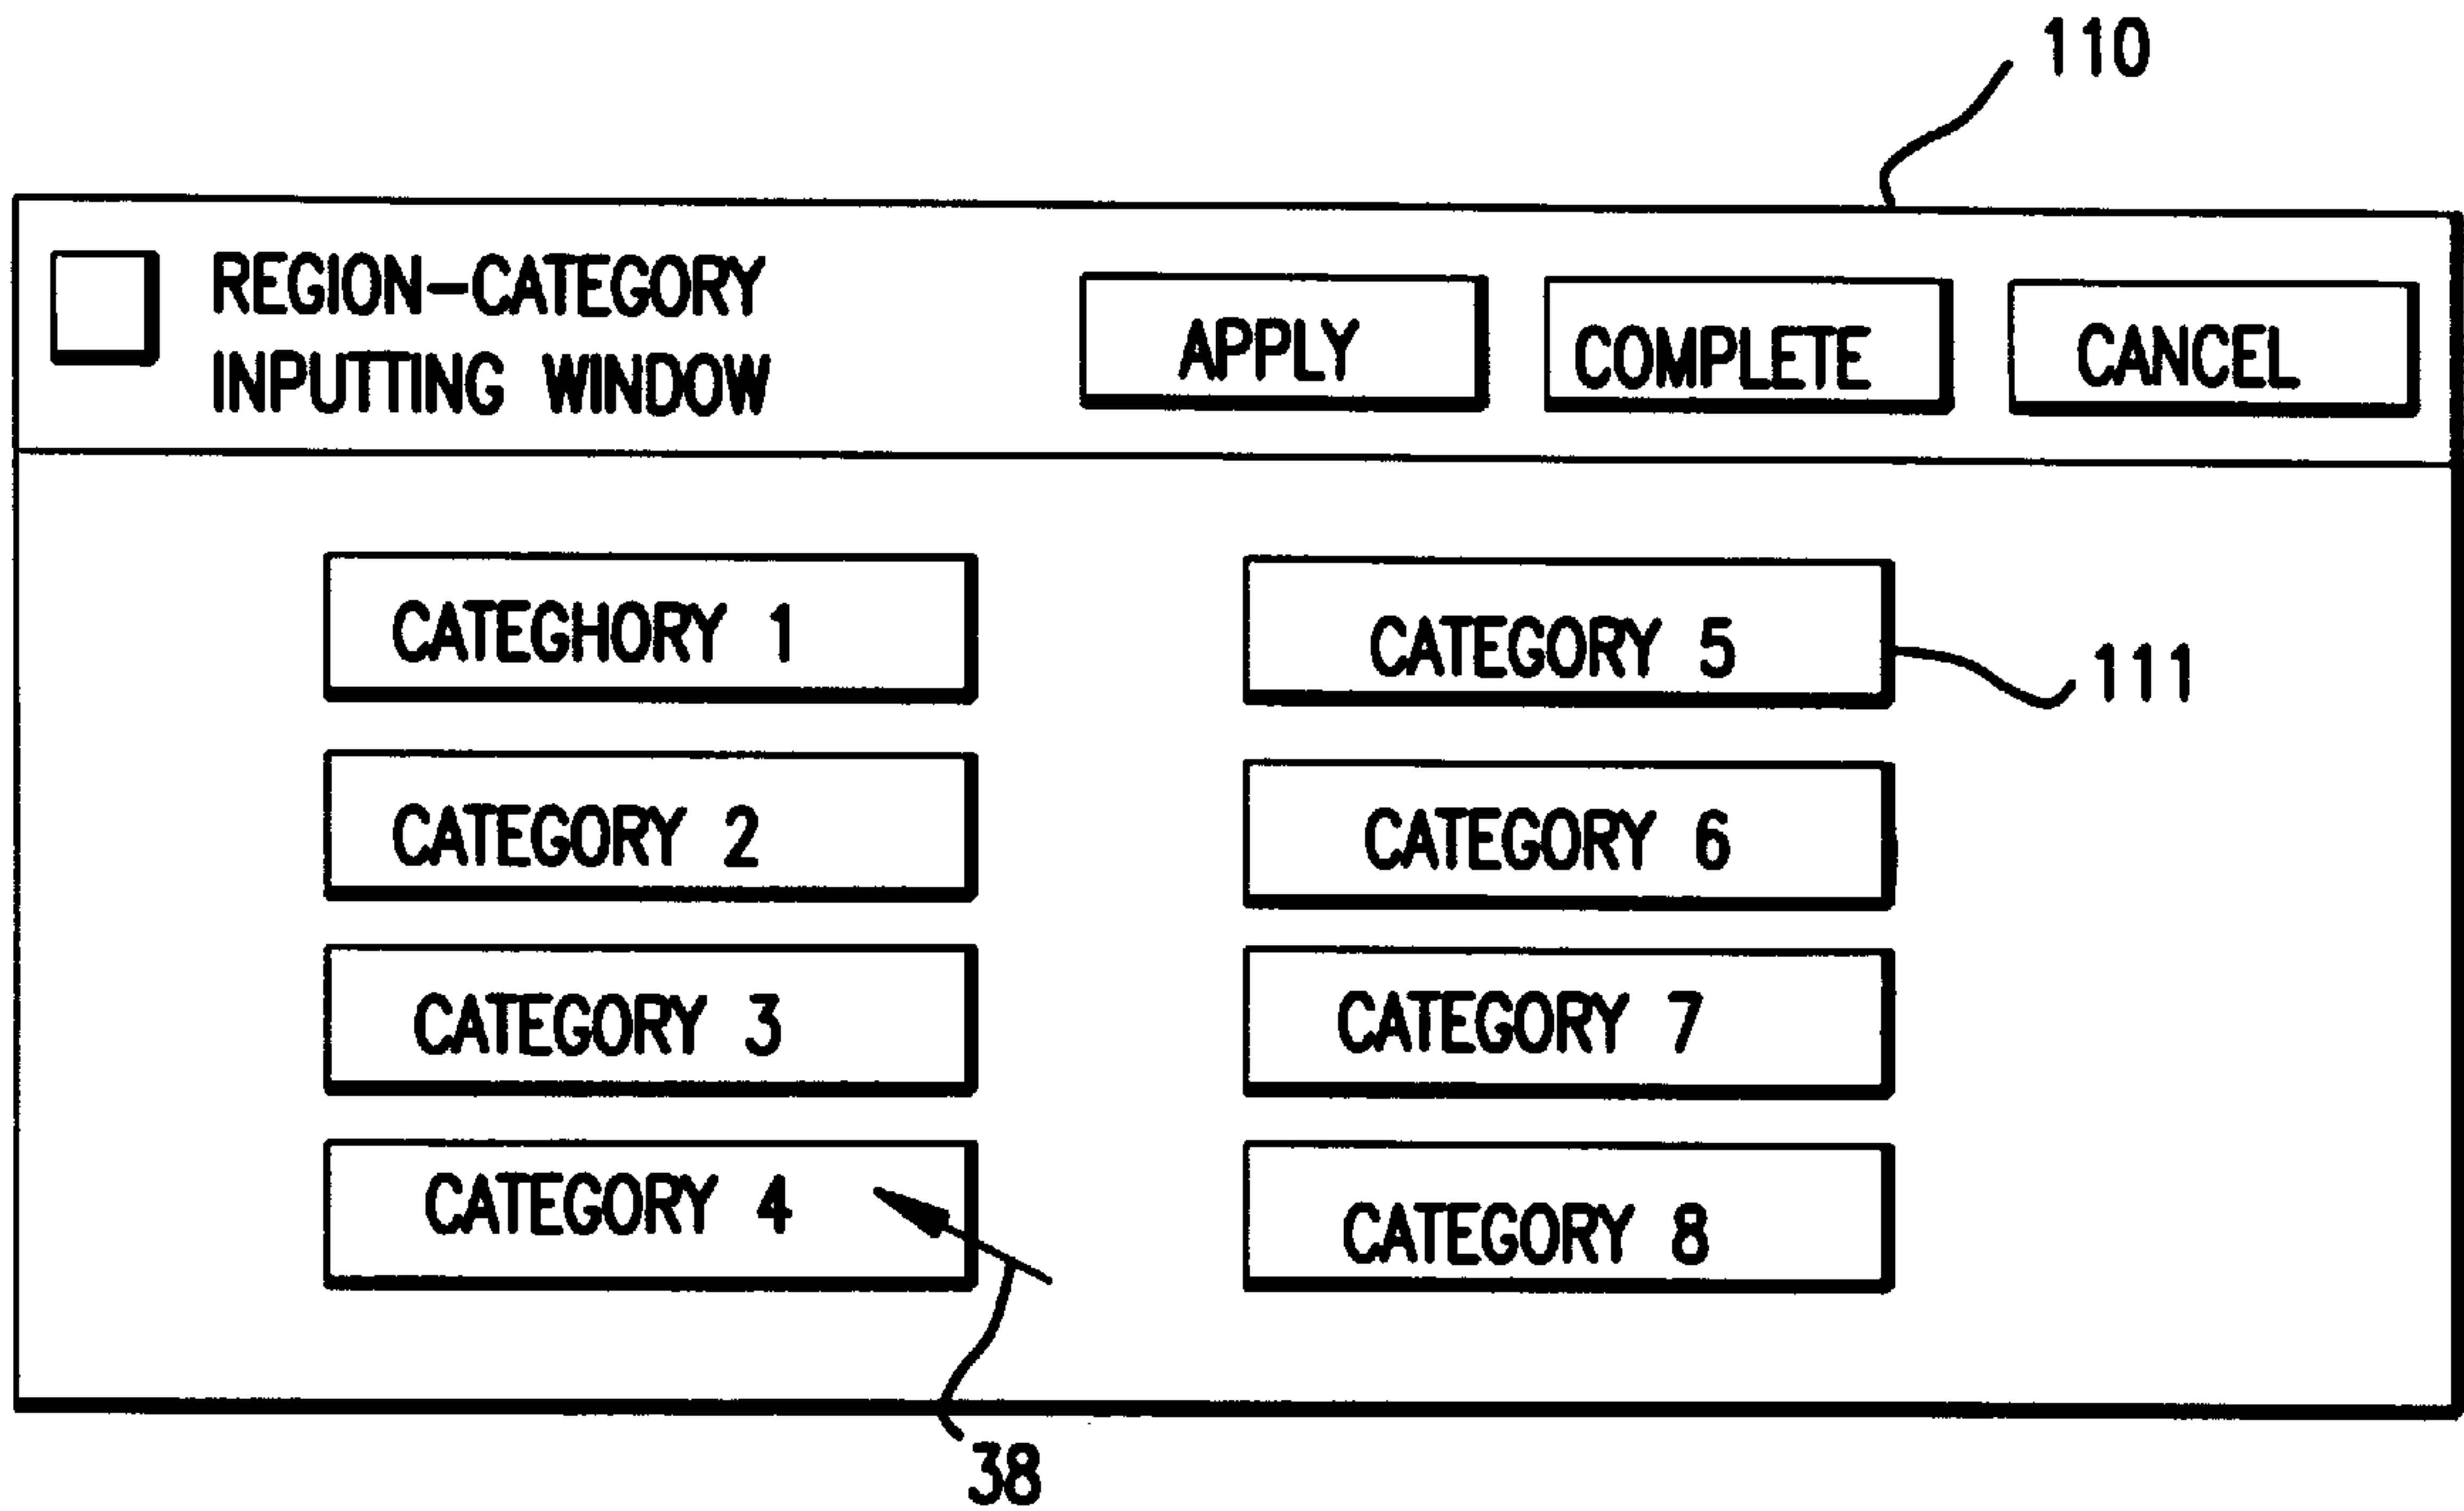 110
REGION-CATEGORY
INPUTTING WINDOW
APPLY
COMPLETE
CANCEL
CATEGHORY 1
CATEGORY 5
111
CATEGORY 2
CATEGORY 6
CATEGORY 3
CATEGORY 7
CATEGORY 4
CATEGORY 8
38